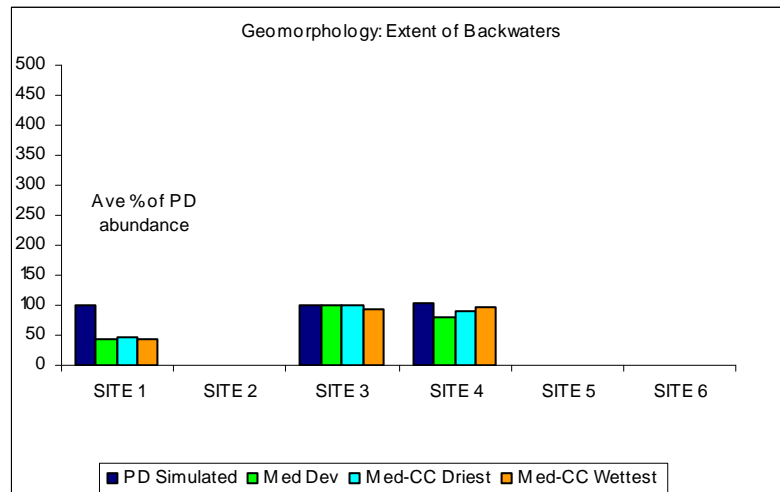 Geomorphology: Extent of Backwaters
500
450
400
350
300
250
200
150
100
50
0
Ave % of PD
abundance
SITE 1 SITE 2 SITE 3 SITE 4 SITE 5 SITE 6
PD Simulated Med Dev Med-CC Driest Med-CC Wettest